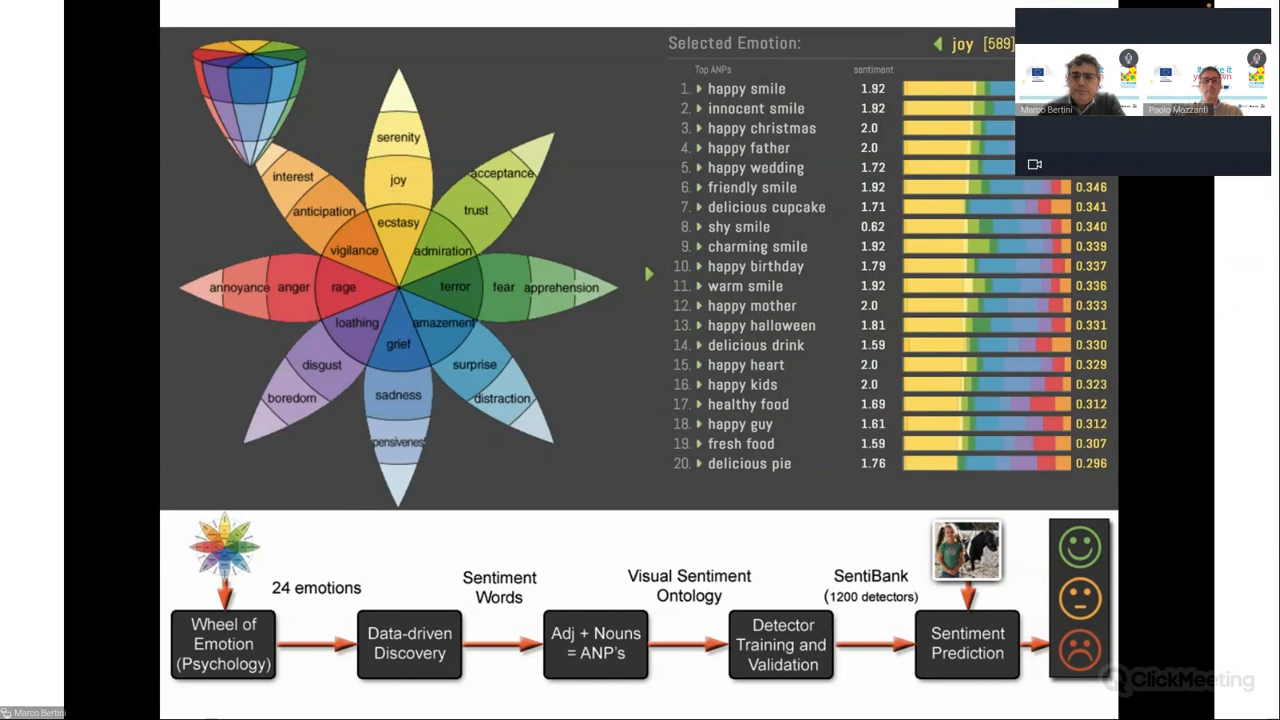 serenity
joy
ecstasy
interest
anticipation
vigilance
acceptance
trust
admiration
annoyance
anger
rage
terror
fear
apprehension
loathing
disgust
boredom
grief
sadness
pensiveness
amazement
surprise
distraction
Selected Emotion:
joy [589]
Top ANPs
sentiment
1. happy smile 1.92
2. innocent smile 1.92
3. happy christmas 2.0
4. happy father 2.0
5. happy wedding 1.72
6. friendly smile 1.92 0.346
7. delicious cupcake 1.71 0.341
8. shy smile 0.62 0.340
9. charming smile 1.92 0.339
10. happy birthday 1.79 0.337
11. warm smile 1.92 0.336
12. happy mother 2.0 0.333
13. happy halloween 1.81 0.331
14. delicious drink 1.59 0.330
15. happy heart 2.0 0.329
16. happy kids 2.0 0.323
17. healthy food 1.69 0.312
18. happy guy 1.61 0.312
19. fresh food 1.59 0.307
20. delicious pie 1.76 0.296
Marco Bertini
Paolo Mazzanti
Wheel of
Emotion
(Psychology)
24 emotions
Data-driven
Discovery
Sentiment
Words
Adj + Nouns
= ANP's
Visual Sentiment
Ontology
Detector
Training and
Validation
SentiBank
(1200 detectors)
Sentiment
Prediction
ClickMeeting
Marco Bertini